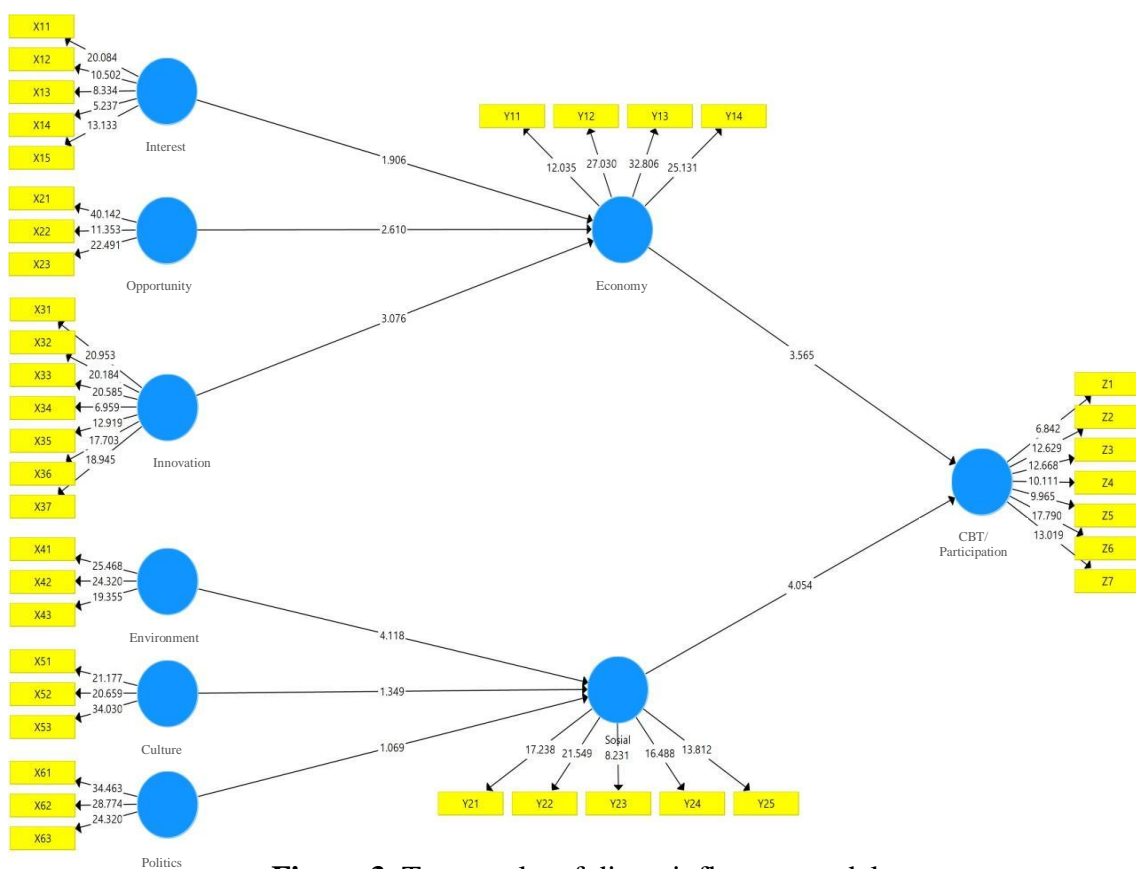 X11
X12
X13
X14
X15
20.084
10.502
8.334
5.237
13.133
Interest
X21
X22
X23
40.142
11.353
22.491
Opportunity
X31
X32
X33
X34
X35
X36
X37
20.953
20.184
20.585
6.959
12.919
17.703
18.945
Innovation
X41
X42
X43
25.468
24.320
19.355
Environment
X51
X52
X53
21.177
20.659
34.030
Culture
X61
X62
X63
34.463
28.774
24.320
Politics
1.906
2.610
3.076
4.118
1.349
1.069
Y11 Y12 Y13 Y14
12.035 27.030 32.806 25.131
Economy
3.565
4.054
Sosial
17.238 21.549 8.231 16.488 13.812
Y21 Y22 Y23 Y24 Y25
CBT/
Participation
6.842
12.629
12.668
10.111
9.965
17.790
13.019
Z1
Z2
Z3
Z4
Z5
Z6
Z7